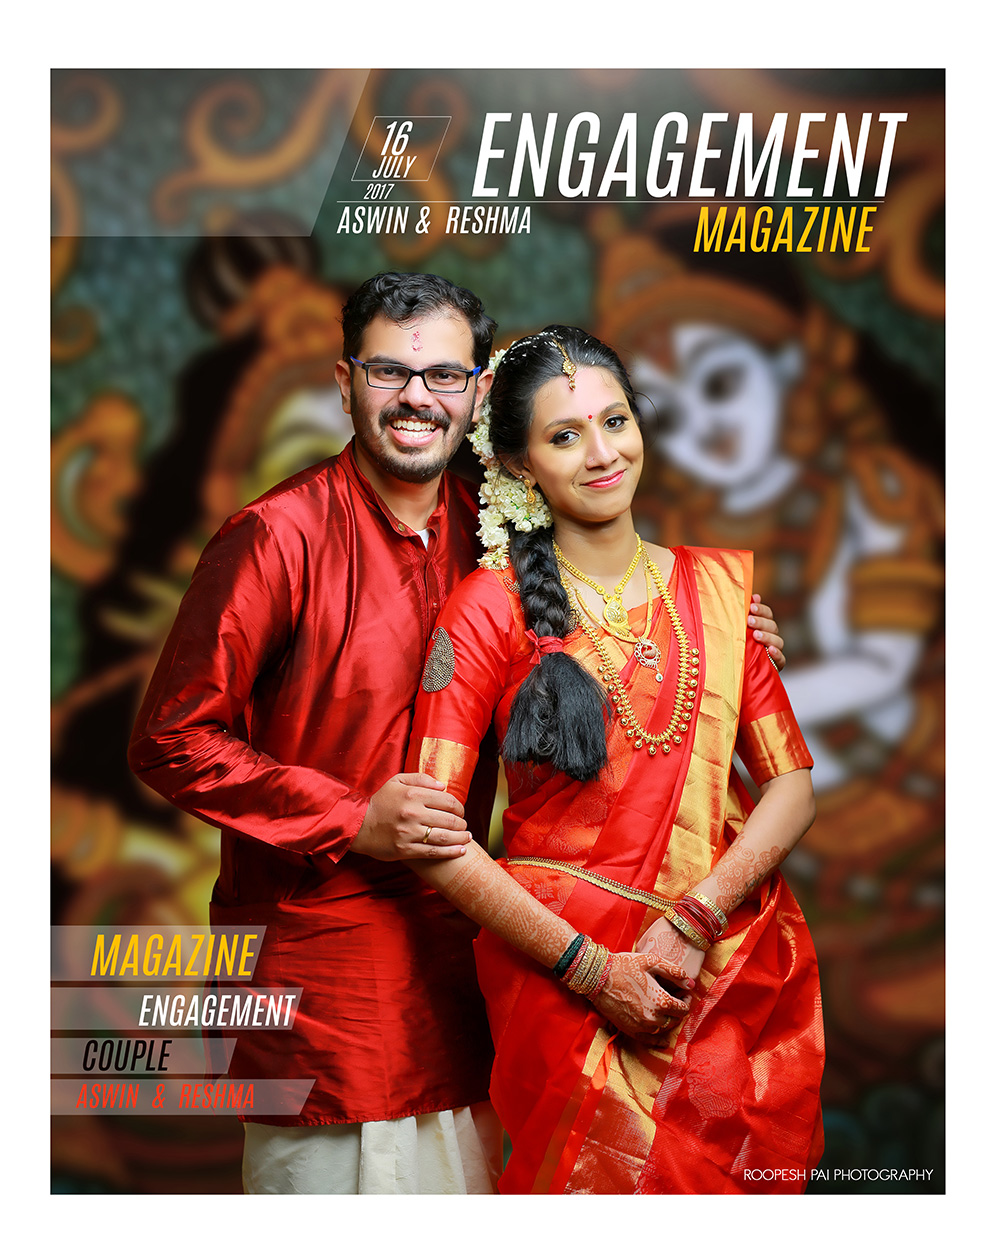 16
JULY
2017
ENGAGEMENT
ASWIN & RESHMA
MAGAZINE
MAGAZINE
ENGAGEMENT
COUPLE
ASWIN & RESHMA
ROOPESH PAI PHOTOGRAPHY